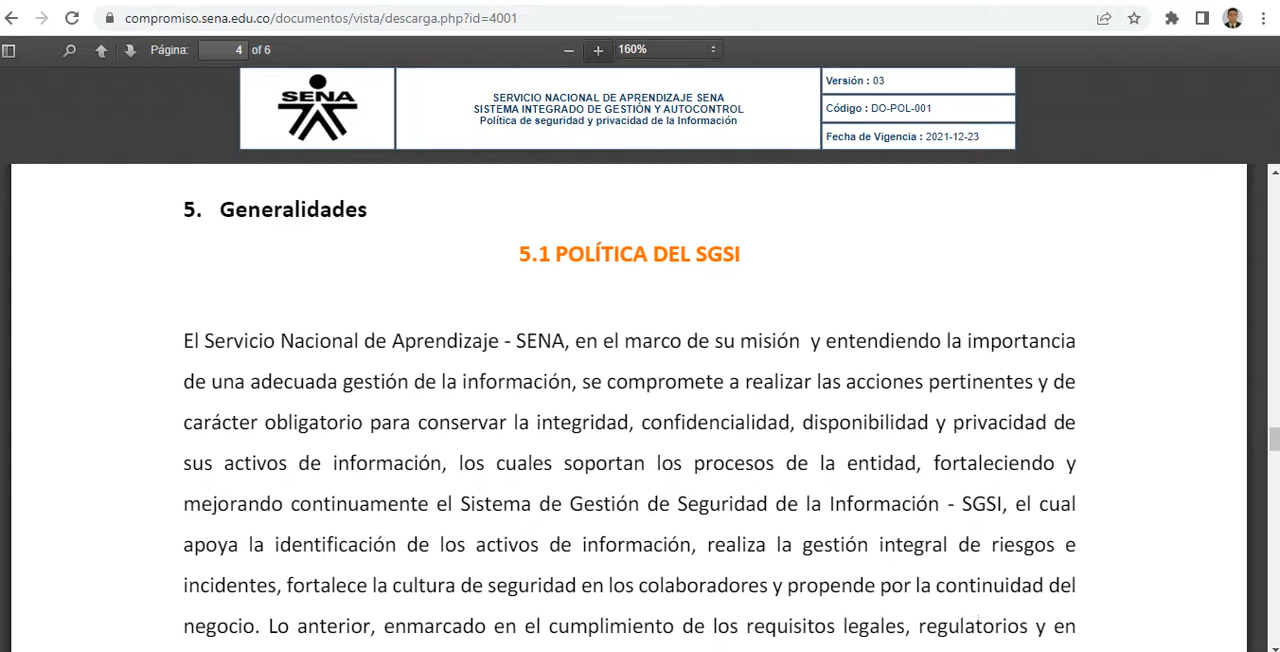 compromiso.sena.edu.co/documentos/vista/descarga.php?id=4001
Página: 4 of 6 160%
SENA
SERVICIO NACIONAL DE APRENDIZAJE SENA
SISTEMA INTEGRADO DE GESTIÓN Y AUTOCONTROL
Política de seguridad y privacidad de la Información
Versión : 03
Código : DO-POL-001
Fecha de Vigencia : 2021-12-23
5. Generalidades
5.1 POLÍTICA DEL SGSI
El Servicio Nacional de Aprendizaje - SENA, en el marco de su misión y entendiendo la importancia
de una adecuada gestión de la información, se compromete a realizar las acciones pertinentes y de
carácter obligatorio para conservar la integridad, confidencialidad, disponibilidad y privacidad de
sus activos de información, los cuales soportan los procesos de la entidad, fortaleciendo y
mejorando continuamente el Sistema de Gestión de Seguridad de la Información - SGSI, el cual
apoya la identificación de los activos de información, realiza la gestión integral de riesgos e
incidentes, fortalece la cultura de seguridad en los colaboradores y propende por la continuidad del
negocio. Lo anterior, enmarcado en el cumplimiento de los requisitos legales, regulatorios y en